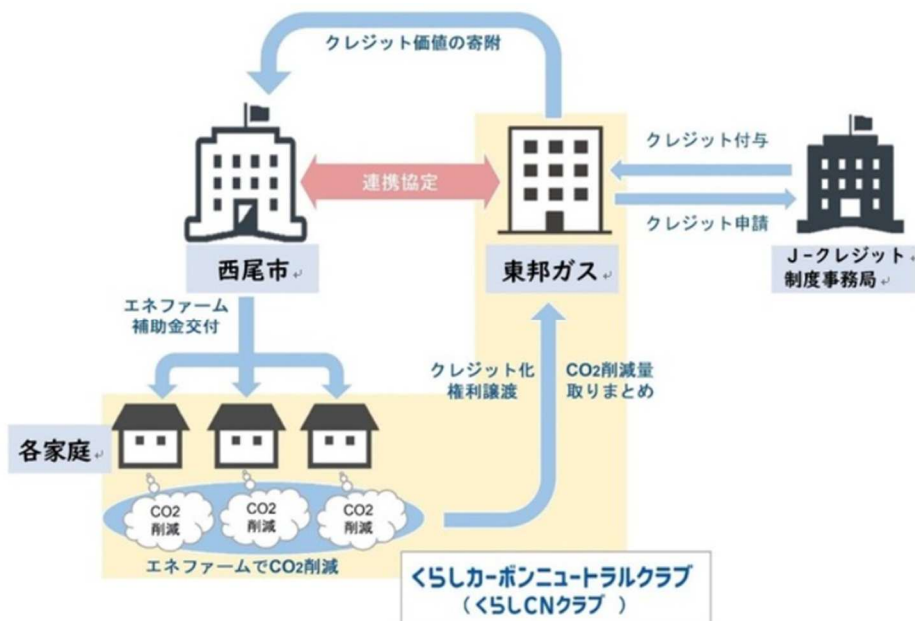 クレジット価値の寄附
クレジット付与
連携協定
クレジット申請
西尾市
東邦ガス
J-クレジット
制度事務局
エネファーム
補助金交付
クレジット化
権利譲渡
CO2削減量
取りまとめ
各家庭
CO2
削減
CO2
削減
CO2
削減
エネファームでCO2削減
くらしカーボンニュートラルクラブ
（くらしCNクラブ）